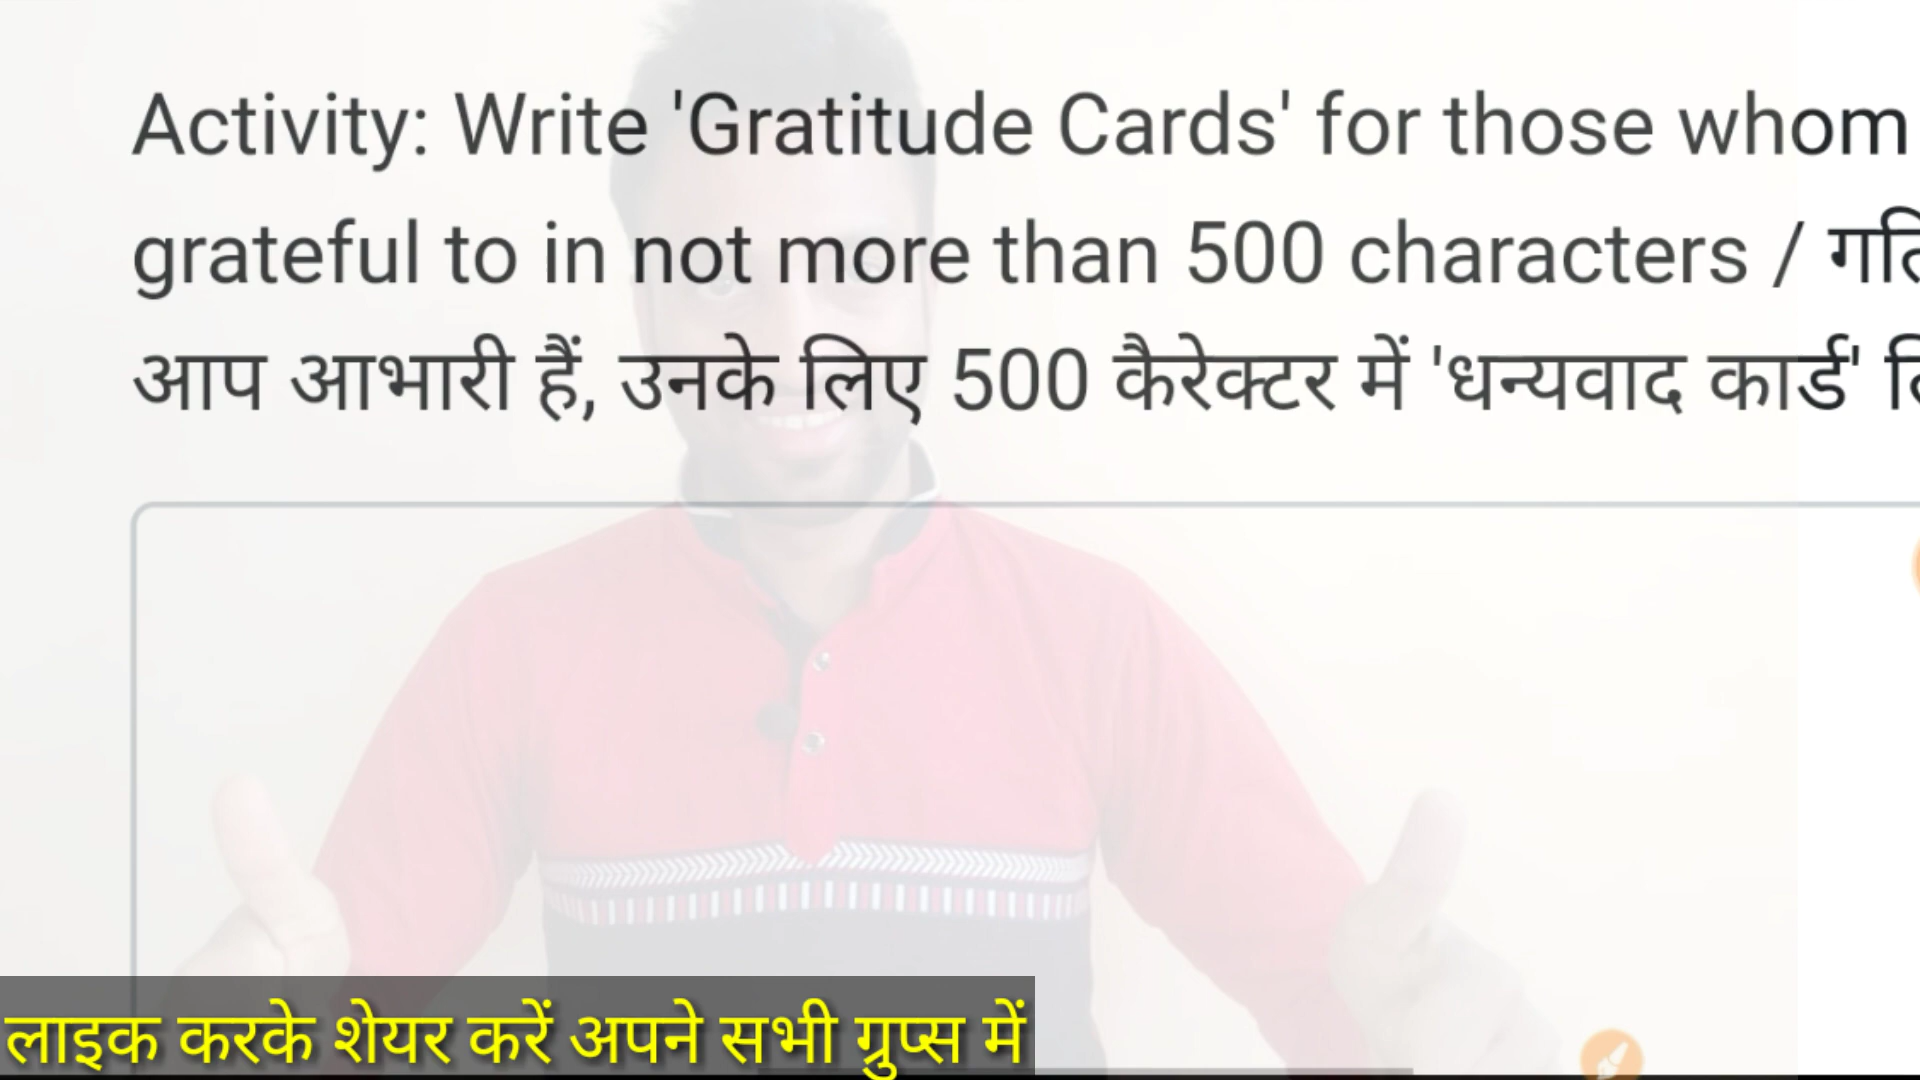 Activity: Write 'Gratitude Cards' for those whom
grateful to in not more than 500 characters /
आप आभारी हैं, उनके लिए 500 कैरेक्टर में 'धन्यवाद कार्ड'
लाइक करके शेयर करें अपने सभी ग्रुप्स में